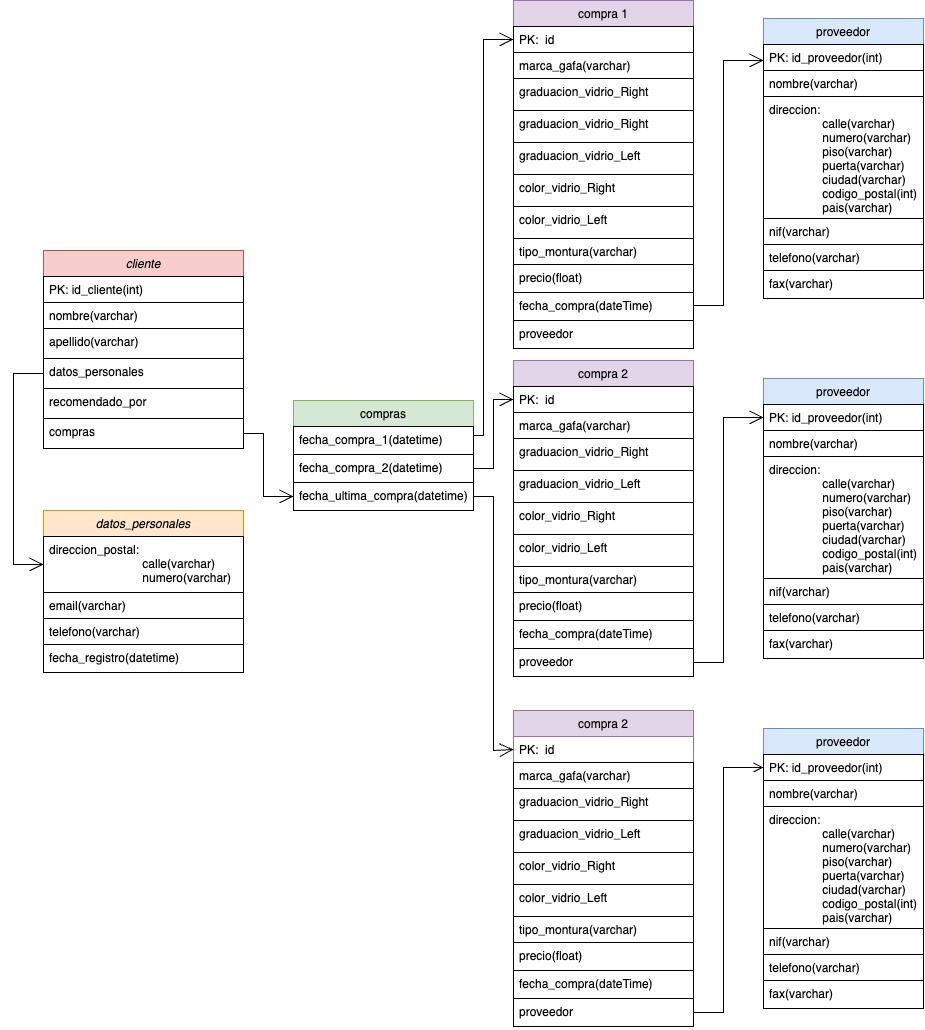 cliente
PK: id_cliente(int)
nombre(varchar)
apellido(varchar)
datos_personales
recomendado_por
compras
datos_personales
direccion_postal:
calle(varchar)
numero(varchar)
email(varchar)
telefono(varchar)
fecha_registro(datetime)
compras
fecha_compra_1(datetime)
fecha_compra_2(datetime)
fecha_ultima_compra(datetime)
compra 1
PK:  id
marca_gafa(varchar)
graduacion_vidrio_Right
graduacion_vidrio_Right
graduacion_vidrio_Left
color_vidrio_Right
color_vidrio_Left
tipo_montura(varchar)
precio(float)
fecha_compra(dateTime)
proveedor
proveedor
PK: id_proveedor(int)
nombre(varchar)
direccion:
calle(varchar)
numero(varchar)
piso(varchar)
puerta(varchar)
ciudad(varchar)
codigo_postal(int)
pais(varchar)
nif(varchar)
telefono(varchar)
fax(varchar)
compra 2
PK:  id
marca_gafa(varchar)
graduacion_vidrio_Right
graduacion_vidrio_Left
color_vidrio_Right
color_vidrio_Left
tipo_montura(varchar)
precio(float)
fecha_compra(dateTime)
proveedor
proveedor
PK: id_proveedor(int)
nombre(varchar)
direccion:
calle(varchar)
numero(varchar)
piso(varchar)
puerta(varchar)
ciudad(varchar)
codigo_postal(int)
pais(varchar)
nif(varchar)
telefono(varchar)
fax(varchar)
compra 2
PK:  id
marca_gafa(varchar)
graduacion_vidrio_Right
graduacion_vidrio_Left
color_vidrio_Right
color_vidrio_Left
tipo_montura(varchar)
precio(float)
fecha_compra(dateTime)
proveedor
proveedor
PK: id_proveedor(int)
nombre(varchar)
direccion:
calle(varchar)
numero(varchar)
piso(varchar)
puerta(varchar)
ciudad(varchar)
codigo_postal(int)
pais(varchar)
nif(varchar)
telefono(varchar)
fax(varchar)